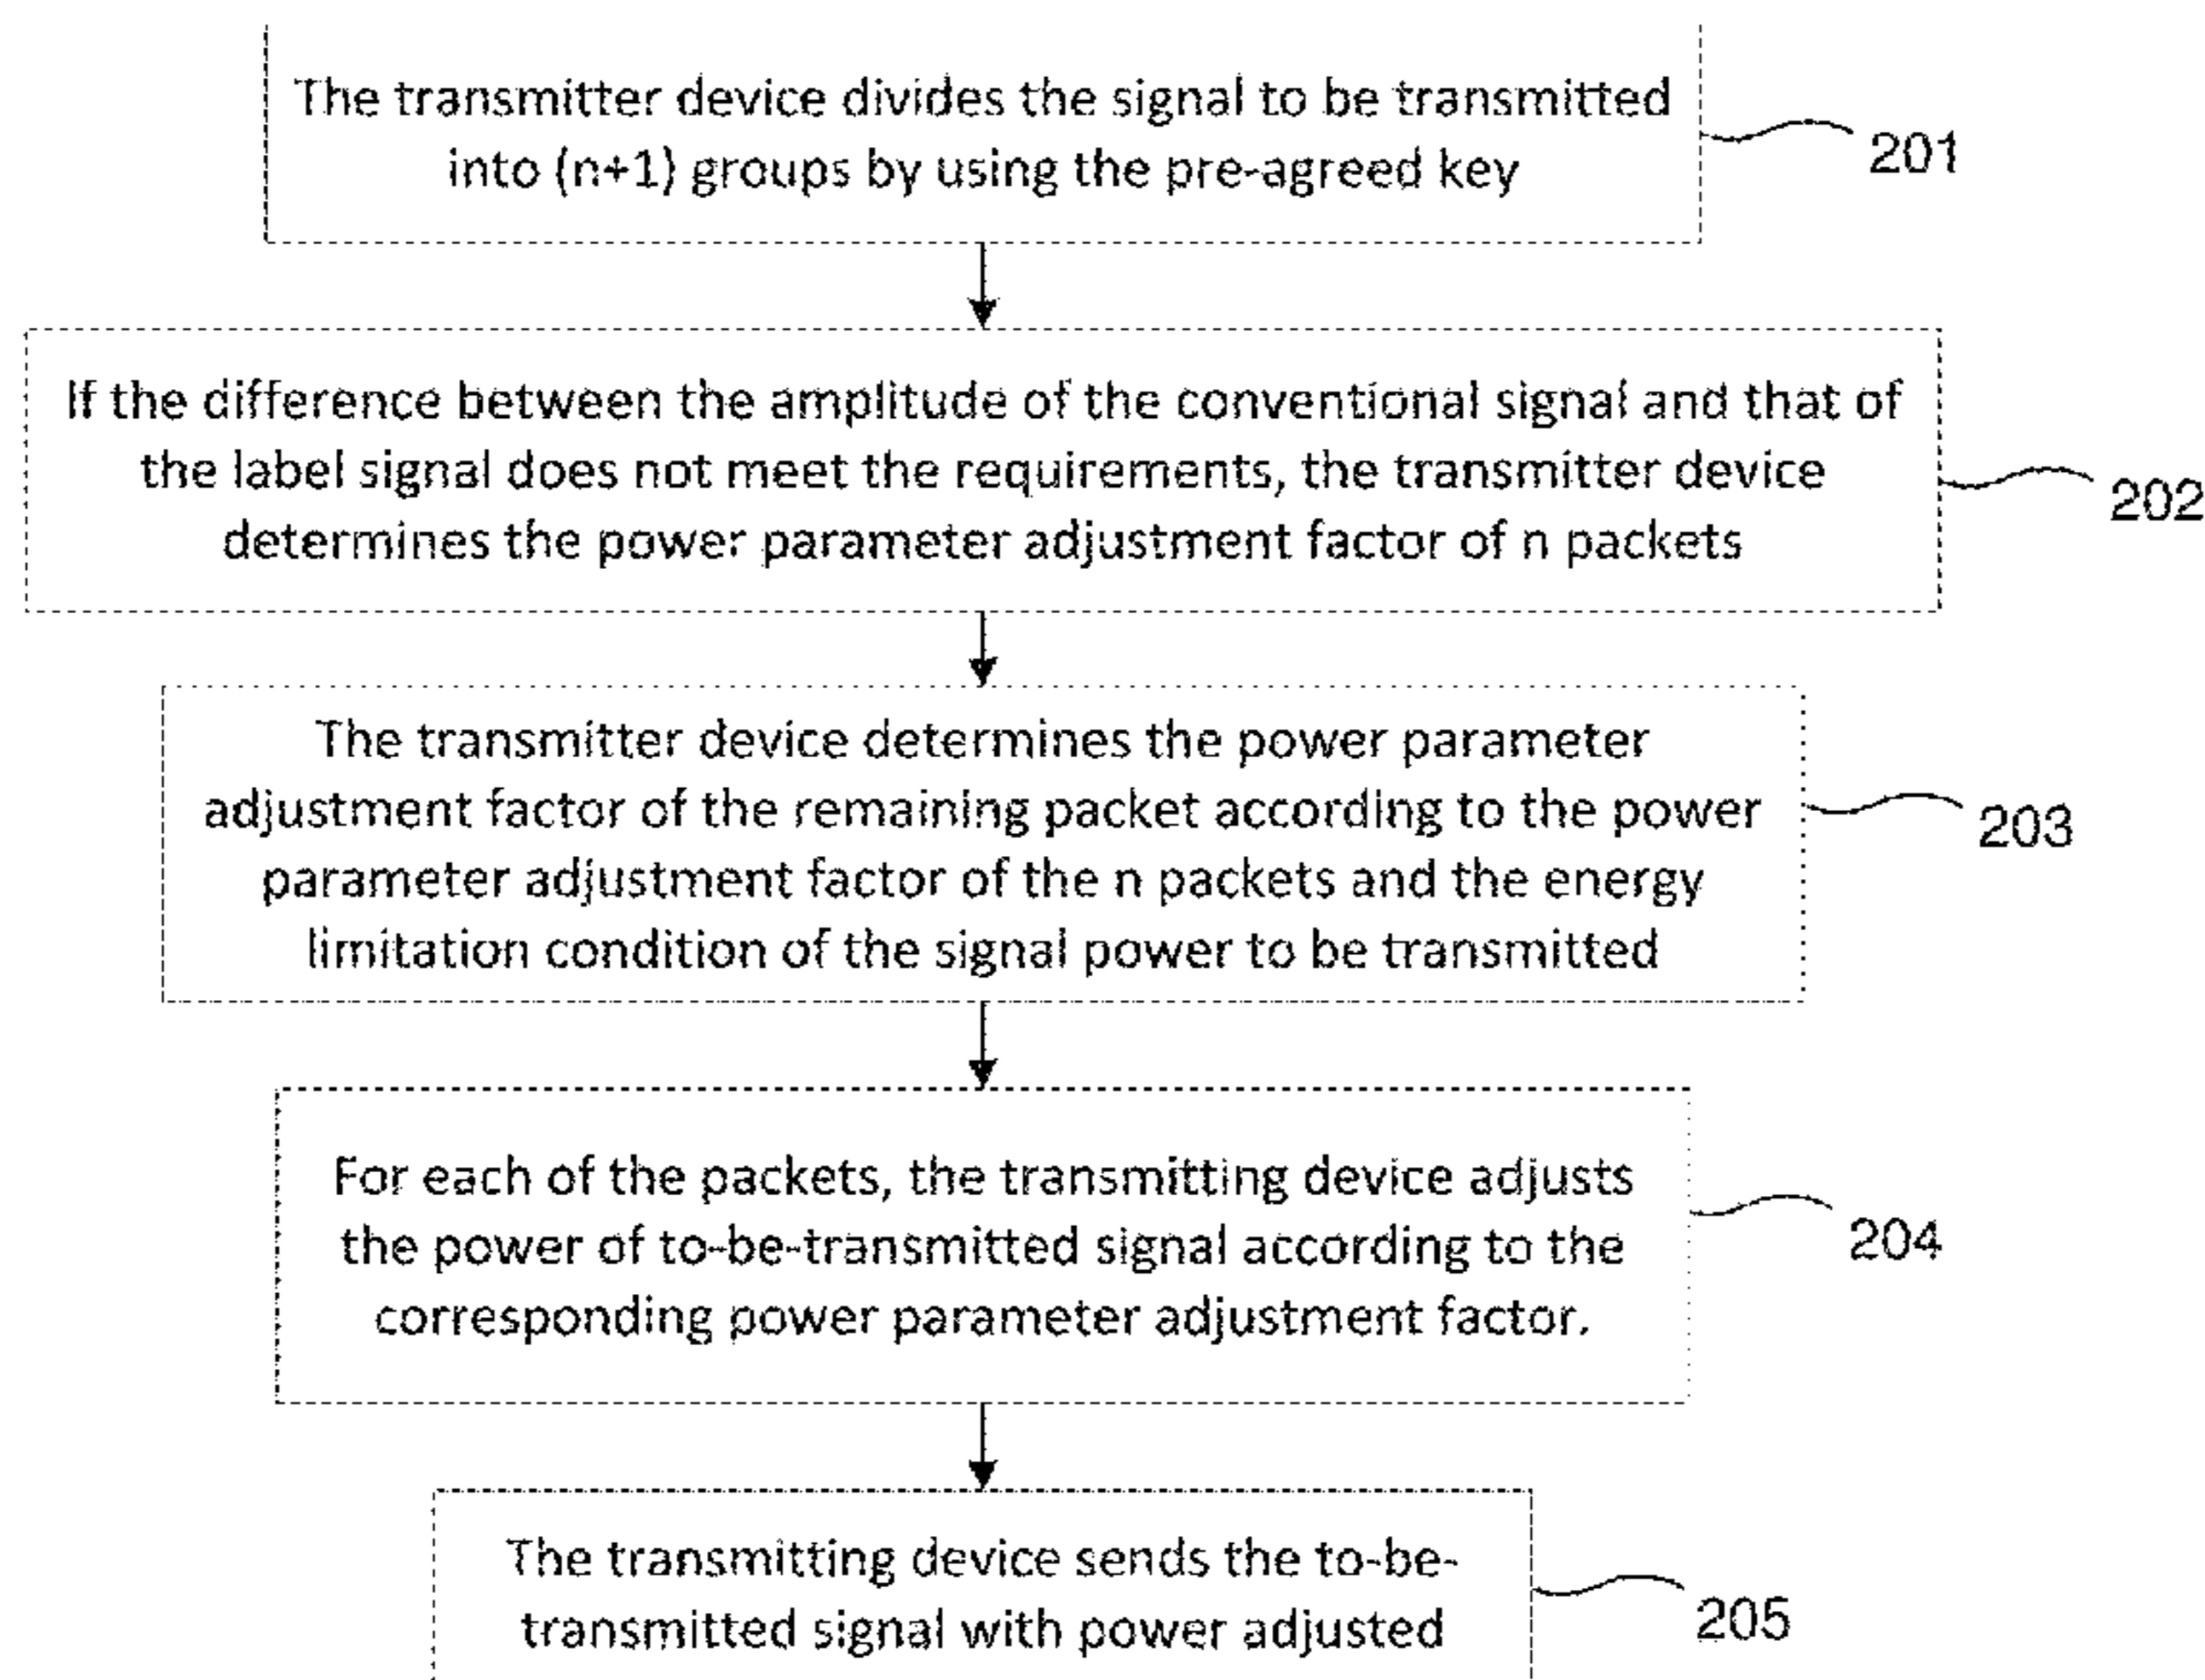 The transmitter device divides the signal to be transmitted
into (n+1) groups by using the pre-agreed key
201
If the difference between the amplitude of the conventional signal and that of
the label signal does not meet the requirements, the transmitter device
determines the power parameter adjustment factor of n packets
202
The transmitter device determines the power parameter
adjustment factor of the remaining packet according to the power
parameter adjustment factor of the n packets and the energy
limitation condition of the signal power to be transmitted
203
For each of the packets, the transmitting device adjusts
the power of to-be-transmitted signal according to the
corresponding power parameter adjustment factor.
204
The transmitting device sends the to-be-
transmitted signal with power adjusted
205